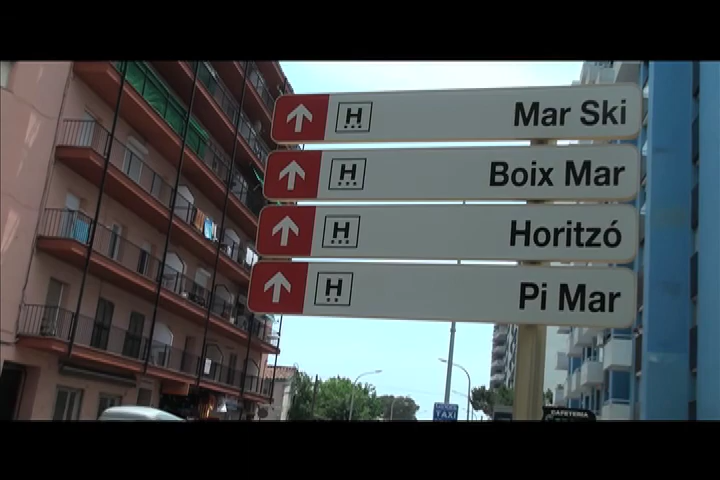 H Mar Ski
H Boix Mar
H Horitzó
H Pi Mar
TAXI
CAFETERIA